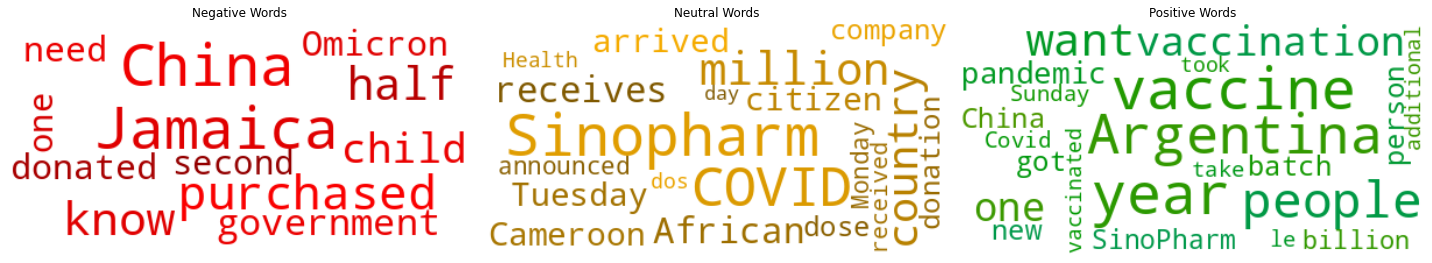 Negative Words
need
China
Omicron
half
one
Jamaica
child
donated
second
purchased
know
government
Neutral Words
arrived
company
Health
million
receives
day
citizen
Sinopharm
country
announced
Monday
donation
Tuesday
dos
COVID
received
Cameroon
African
dose
Positive Words
want
vaccination
additional
took
pandemic
vaccine
person
Sunday
China
Argentina
Covid
got
take
batch
vaccinated
year
people
one
new
SinoPharm
le
billion